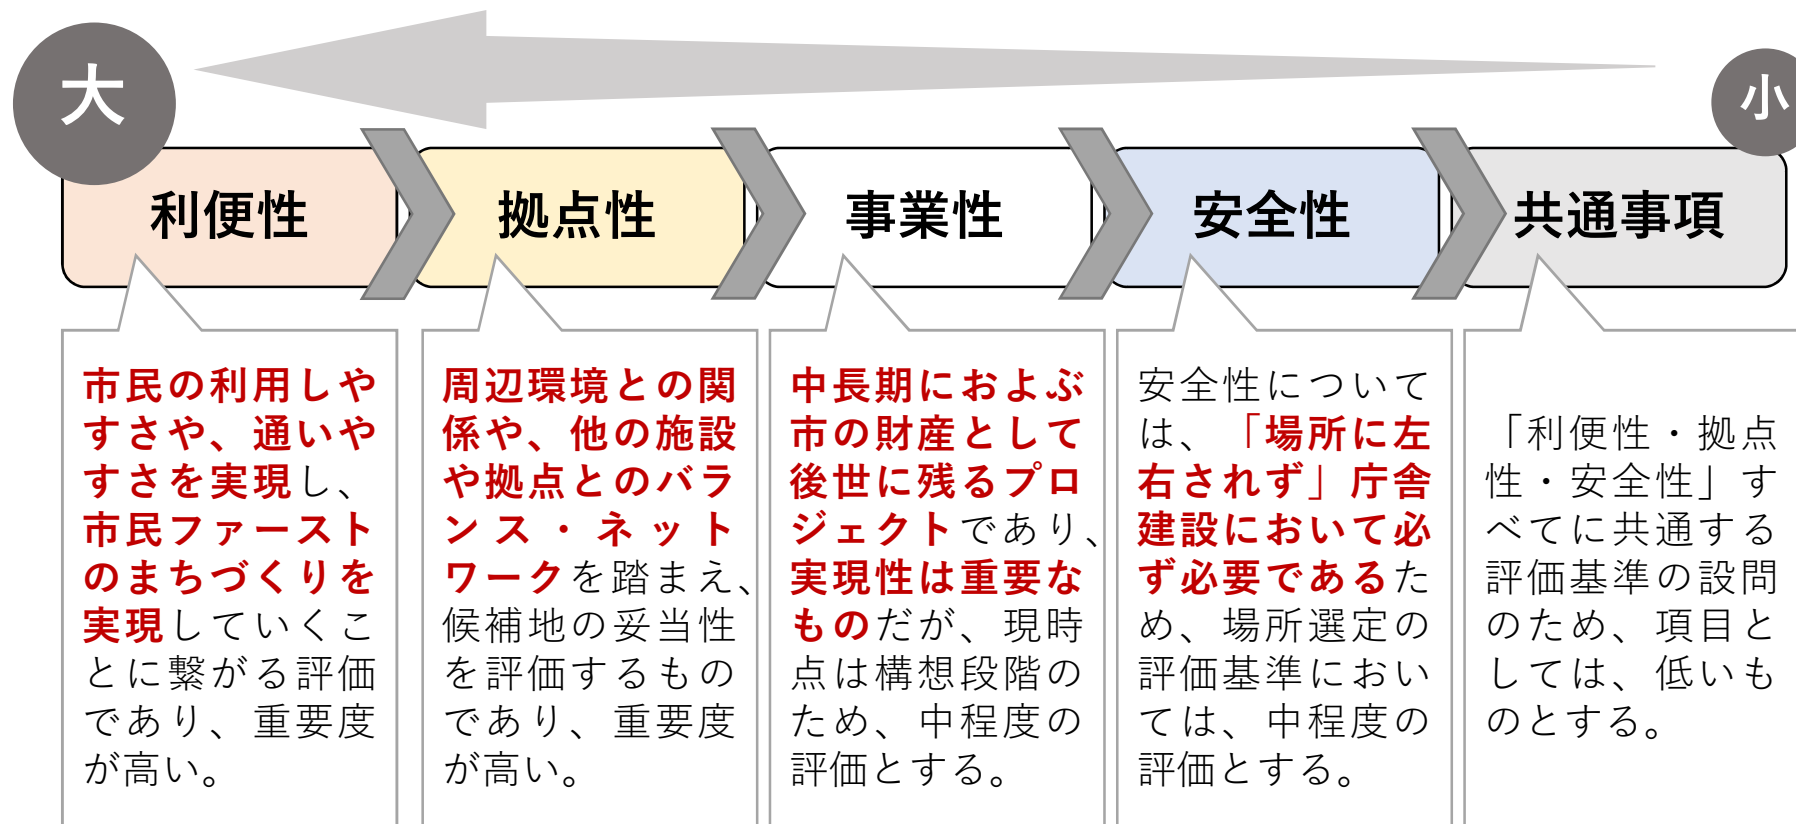 大
小
利便性
拠点性
事業性
安全性
共通事項
市民の利用しや
すさや、通いや
すさを実現し、
市民ファースト
のまちづくりを
実現していくこ
とに繋がる評価
であり、重要度
が高い。
周辺環境との関
係や、他の施設
や拠点とのバラ
ンス・ネット
ワークを踏まえ、
候補地の妥当性
を評価するもの
であり、重要度
が高い。
中長期におよぶ
市の財産として
後世に残るプロ
ジェクトであり、
実現性は重要な
ものだが、現時
点は構想段階の
ため、中程度の
評価とする。
安全性について
は、「場所に左
右されず」庁舎
建設において必
ず必要であるた
め、場所選定の
評価基準におい
ては、中程度の
評価とする。
「利便性・拠点
性・安全性」す
べてに共通する
評価基準の設問
のため、項目と
しては、低いも
のとする。